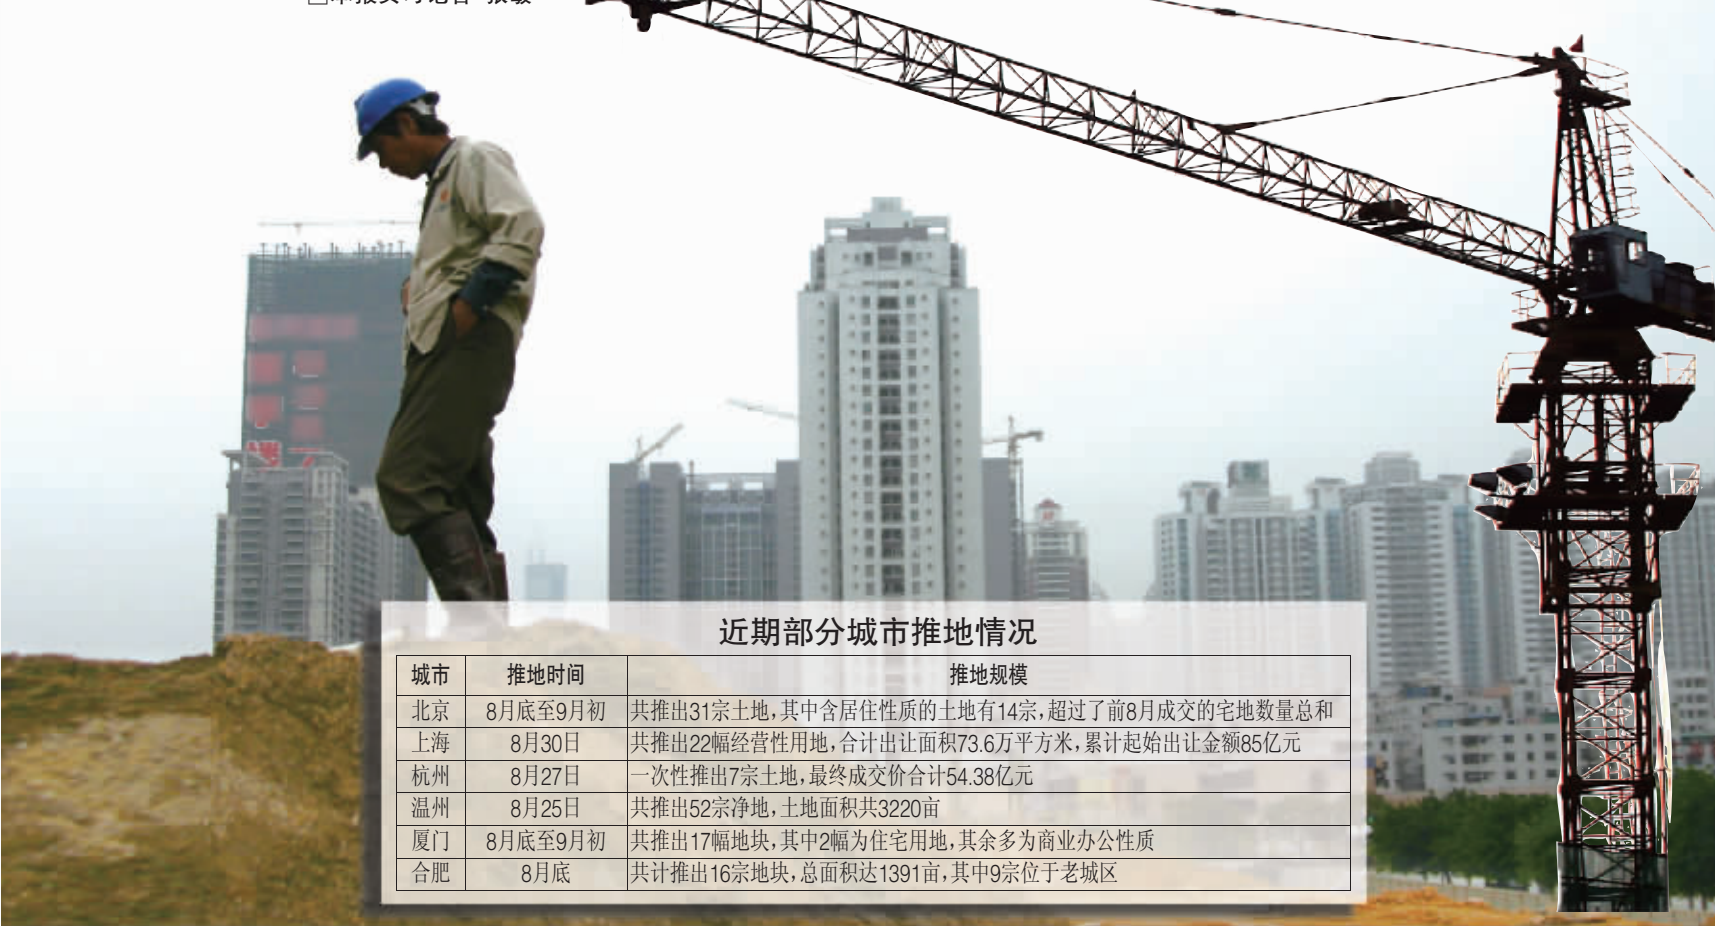 近期部分城市推地情况
城市 推地时间 推地规模
北京 8月底至9月初 共推出31宗土地，其中含居住性质的土地有14宗，超过了前8月成交的宅地数量总和
上海 8月30日 共推出22幅经营性用地，合计出让面积73.6万平方米，累计起始出让金额85亿元
杭州 8月27日 一次性推出7宗土地，最终成交价合计54.38亿元
温州 8月25日 共推出52宗净地，土地面积共3220亩
厦门 8月底至9月初 共推出17幅地块，其中2幅为住宅用地，其余多为商业办公性质
合肥 8月底 共计推出16宗地块，总面积达1391亩，其中9宗位于老城区